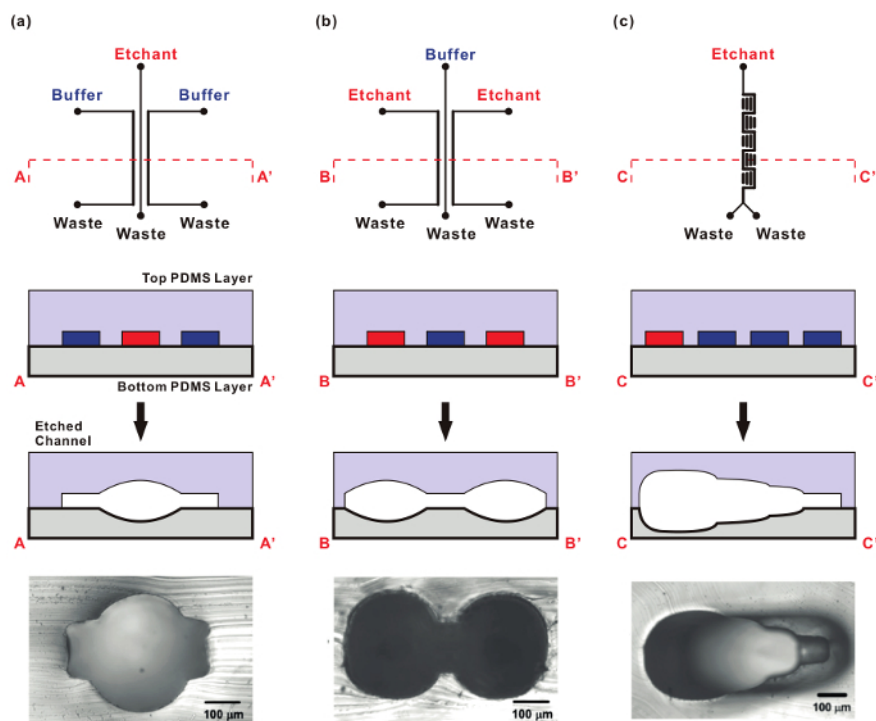 (a)
(b)
(c)
Etchant
Buffer
Etchant
Buffer
Buffer
Etchant
Etchant
A
A'
B
B'
C
C'
Waste
Waste
Waste
Waste
Waste
Waste
Waste
Waste
Top PDMS Layer
A
A'
B
B'
C
C'
Bottom PDMS Layer
Etched
Channel
A
A'
B
B'
C
C'
100 μm
100 μm
100 μm